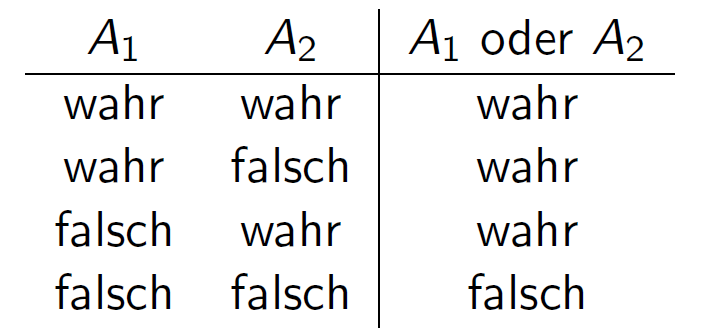 A₁ A₂ A₁ oder A₂
wahr wahr wahr
wahr falsch wahr
falsch wahr wahr
falsch falsch falsch